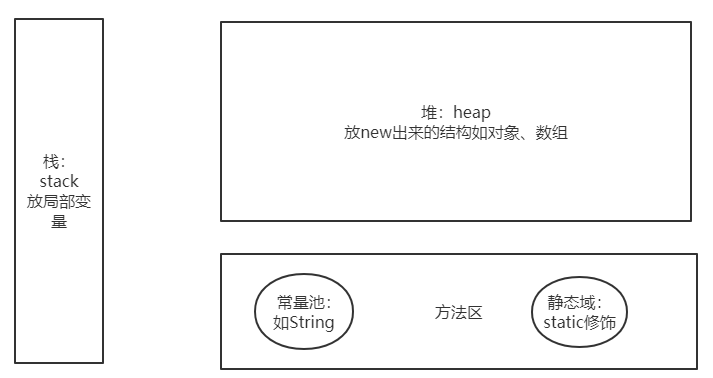 栈：
stack
放局部变
量
堆：heap
放new出来的结构如对象、数组
常量池：
如String
方法区
静态域：
static修饰